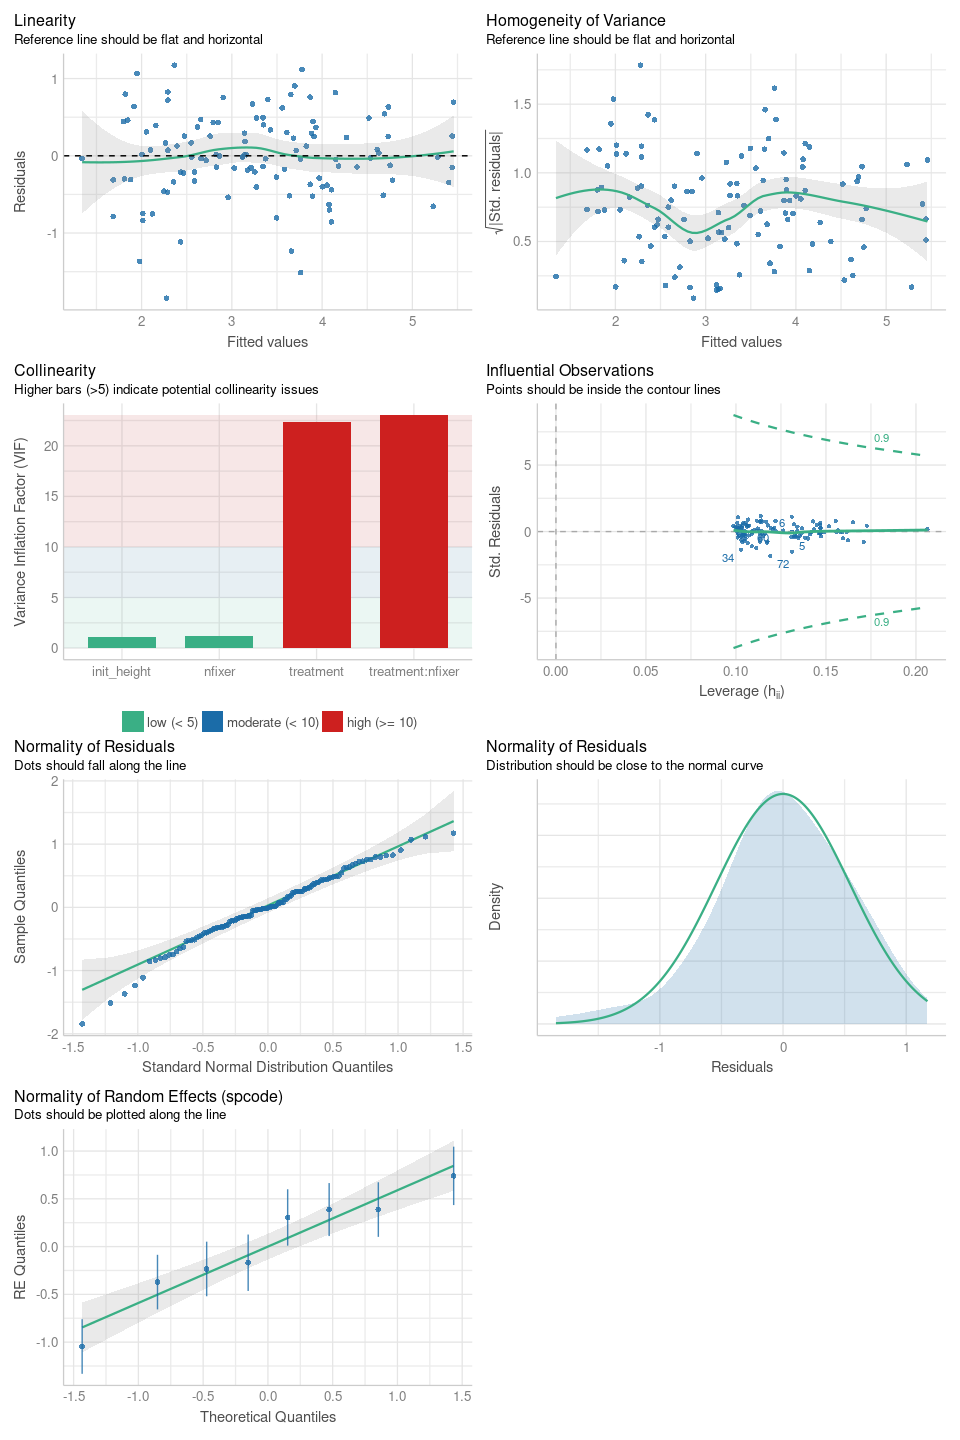 Linearity
Reference line should be flat and horizontal
1
0
-1
Residuals
2
3
4
5
Fitted values
Homogeneity of Variance
Reference line should be flat and horizontal
1.5
1.0
0.5
√|Std. residuals|
2
3
4
5
Fitted values
Collinearity
Higher bars (>5) indicate potential collinearity issues
20
15
10
5
0
Variance Inflation Factor (VIF)
init_height
nfixer
treatment
treatment:nfixer
low (< 5)
moderate (< 10)
high (>= 10)
Influential Observations
Points should be inside the contour lines
5
0
-5
Std. Residuals
0.9
6
5
34
72
0.9
0.00
0.05
0.10
0.15
0.20
Leverage (hii)
Normality of Residuals
Dots should fall along the line
2
1
0
-1
-2
Sample Quantiles
-1.5
-1.0
-0.5
0.0
0.5
1.0
1.5
Standard Normal Distribution Quantiles
Normality of Residuals
Distribution should be close to the normal curve
Density
-1
0
1
Residuals
Normality of Random Effects (spcode)
Dots should be plotted along the line
1.0
0.5
0.0
-0.5
-1.0
RE Quantiles
-1.5
-1.0
-0.5
0.0
0.5
1.0
1.5
Theoretical Quantiles